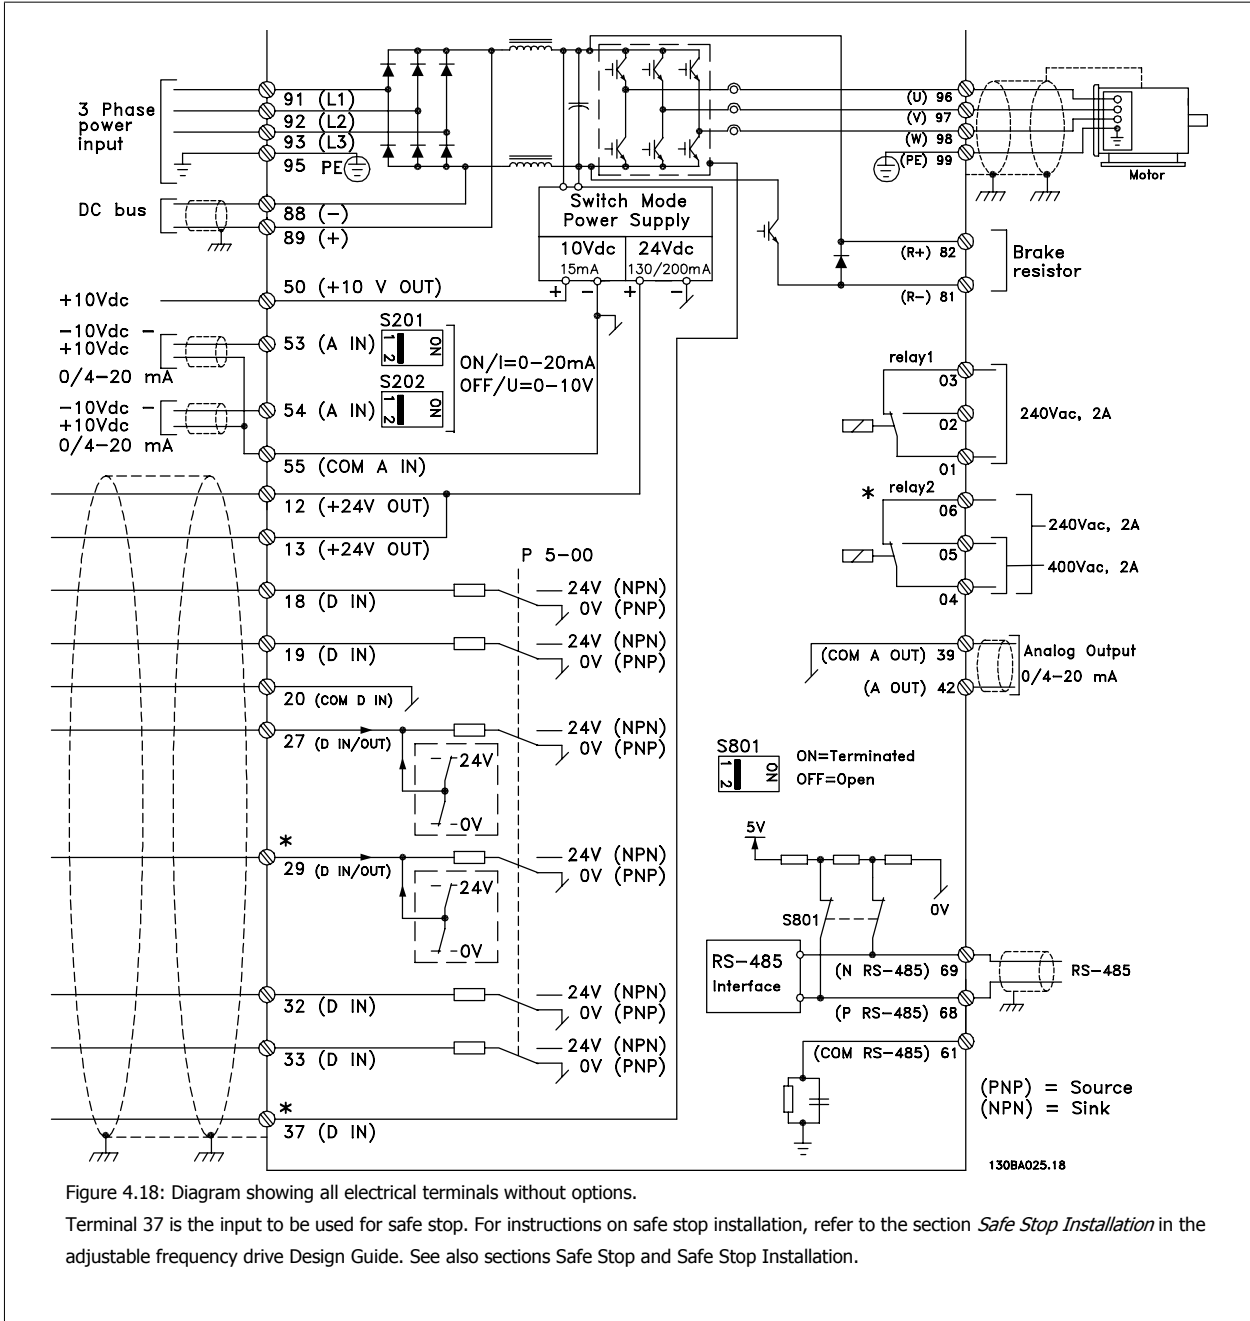 3 Phase
power
input
91 (L1)
92 (L2)
93 (L3)
95 PE
DC bus
88 (−)
89 (+)
+10Vdc
50 (+10 V OUT)
−10Vdc −
+10Vdc
0/4−20 mA
53 (A IN)
S201
1 2
ON
S202
1 2
ON
ON/I=0−20mA
OFF/U=0−10V
−10Vdc −
+10Vdc
0/4−20 mA
54 (A IN)
55 (COM A IN)
12 (+24V OUT)
13 (+24V OUT)
P 5-00
18 (D IN)
24V (NPN)
0V (PNP)
19 (D IN)
24V (NPN)
0V (PNP)
20 (COM D IN)
27 (D IN/OUT)
24V (NPN)
0V (PNP)
24V
0V
*
29 (D IN/OUT)
24V (NPN)
0V (PNP)
24V
0V
32 (D IN)
24V (NPN)
0V (PNP)
33 (D IN)
24V (NPN)
0V (PNP)
*
37 (D IN)
Switch Mode
Power Supply
10Vdc
15mA
24Vdc
130/200mA
+ − + −
(U) 96
(V) 97
(W) 98
(PE) 99
Motor
(R+) 82
(R−) 81
Brake
resistor
relay1
03
02
01
240Vac, 2A
* relay2
06
05
04
240Vac, 2A
400Vac, 2A
(COM A OUT) 39
(A OUT) 42
Analog Output
0/4−20 mA
S801
1 2
ON
ON=Terminated
OFF=Open
5V
0V
S801
RS−485
Interface
(N RS−485) 69
(P RS−485) 68
RS−485
(COM RS−485) 61
(PNP) = Source
(NPN) = Sink
130BA025.18
Figure 4.18: Diagram showing all electrical terminals without options.
Terminal 37 is the input to be used for safe stop. For instructions on safe stop installation, refer to the section Safe Stop Installation in the
adjustable frequency drive Design Guide. See also sections Safe Stop and Safe Stop Installation.